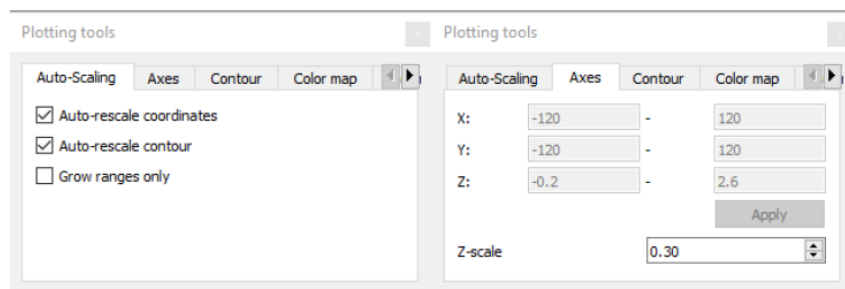 Plotting tools
Auto-Scaling Axes Contour Color map
Auto-rescale coordinates
Auto-rescale contour
Grow ranges only
Plotting tools
Auto-Scaling Axes Contour Color map
X: -120 - 120
Y: -120 - 120
Z: -0.2 - 2.6
Apply
Z-scale 0.30